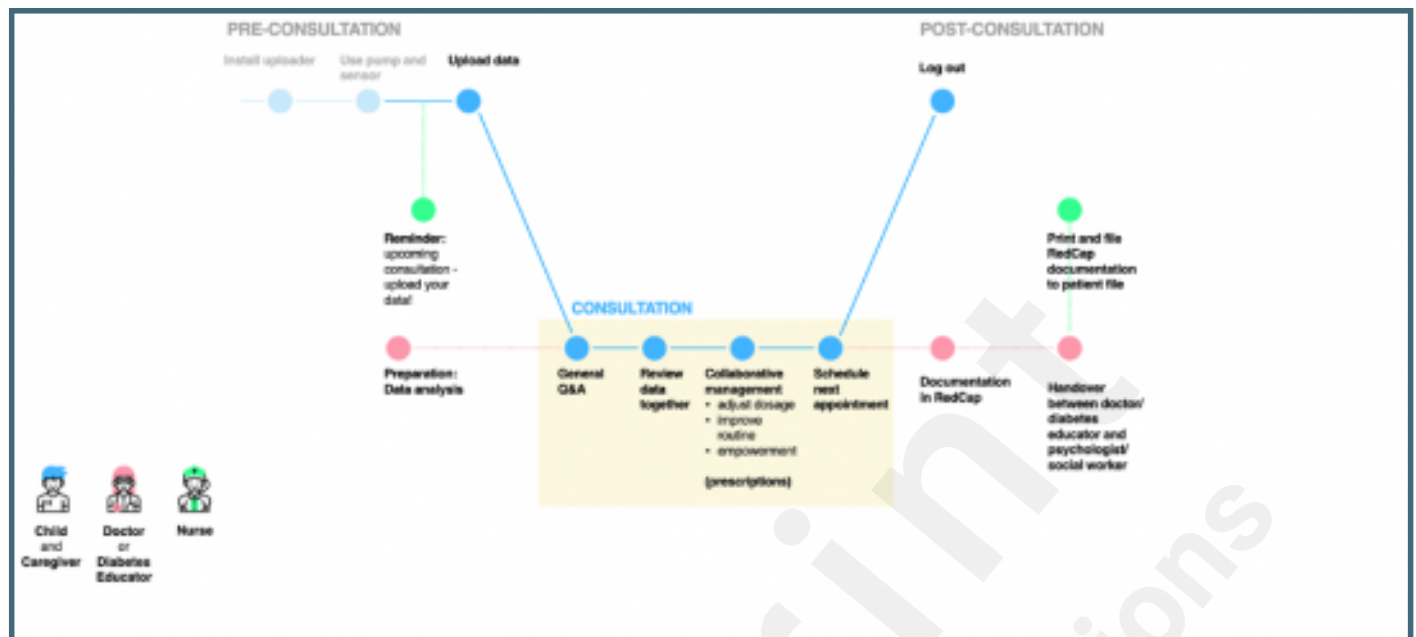 PRE-CONSULTATION
POST-CONSULTATION
Install uploader
Use pump and
sensor
Upload data
Log out
Reminder:
upcoming
consultation -
upload your
data!
Print and file
RedCap
documentation
to patient file
CONSULTATION
Preparation:
Data analysis
General
Q&A
Review
data
together
Collaborative
management
• adjust dosage
• improve
routine
• empowerment
(prescriptions)
Schedule
next
appointment
Documentation
in RedCap
Handover
between doctor/
diabetes
educator and
psychologist/
social worker
Child
and
Caregiver
Doctor
or
Diabetes
Educator
Nurse
int
ions